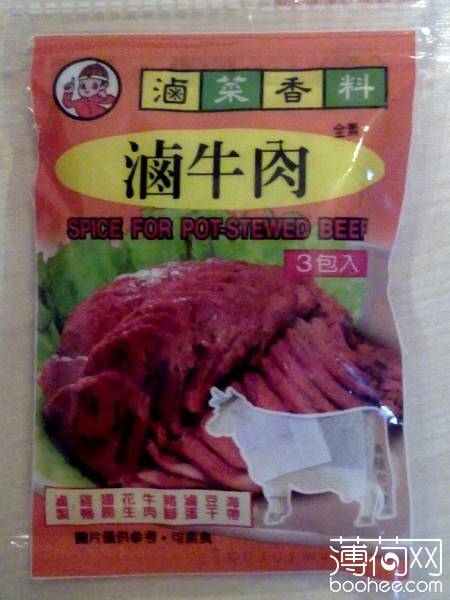 滷菜香料
全素
滷牛肉
SPICE FOR POT-STEWED BEEF
3包入
滷 雞 翅 花 牛 豬 滷 豆 海
製 鴨 生 肉 腳 蛋 干 帶
圖片僅供參考，可素食
薄荷网
boohee.com